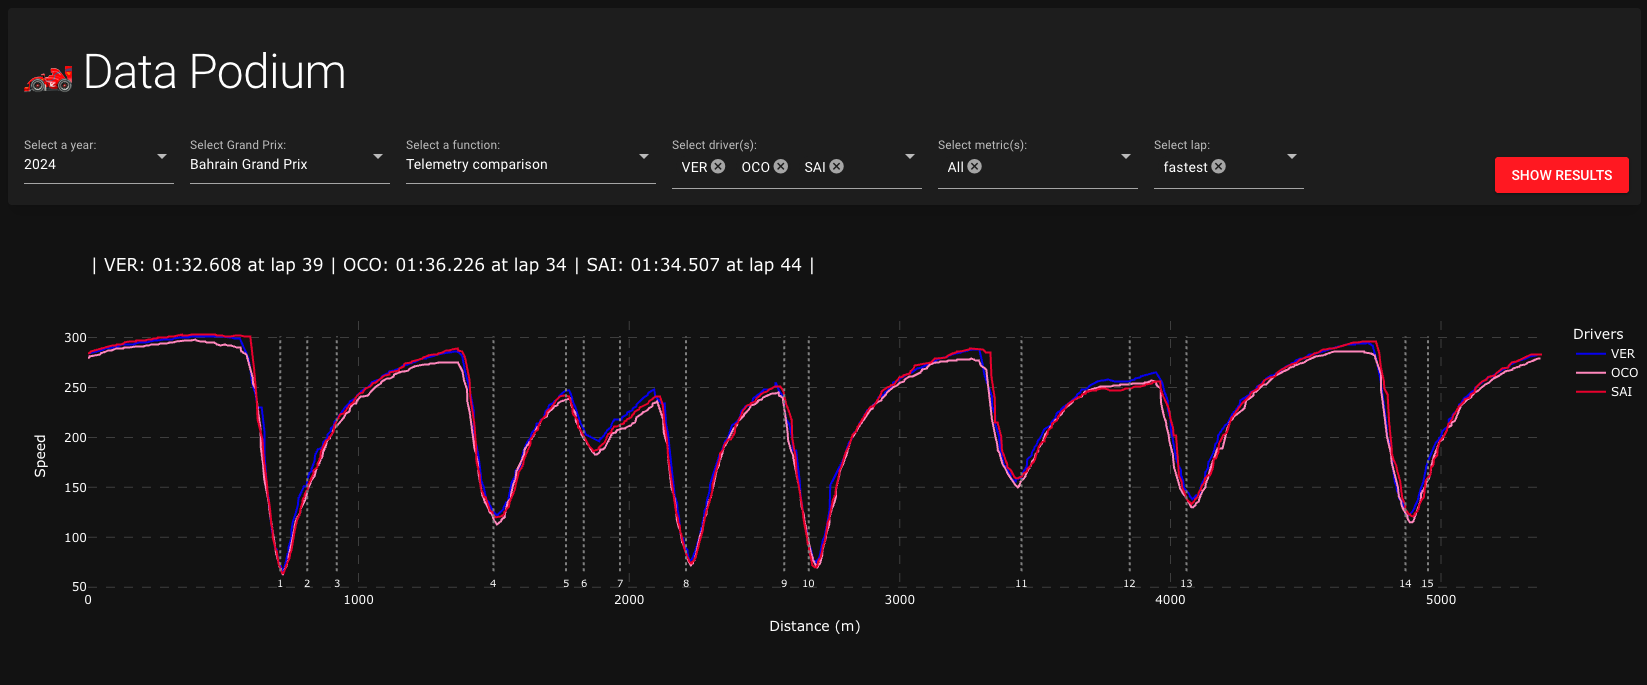 Data Podium
Select a year:
2024
Select Grand Prix:
Bahrain Grand Prix
Select a function:
Telemetry comparison
Select driver(s):
VER OCO SAI
Select metric(s):
All
Select lap:
fastest
SHOW RESULTS
| VER: 01:32.608 at lap 39 | OCO: 01:36.226 at lap 34 | SAI: 01:34.507 at lap 44 |
Speed
300
250
200
150
100
50
1 2 3 4 5 6 7 8 9 10 11 12 13 14 15
0 1000 2000 3000 4000 5000
Distance (m)
Drivers
VER
OCO
SAI